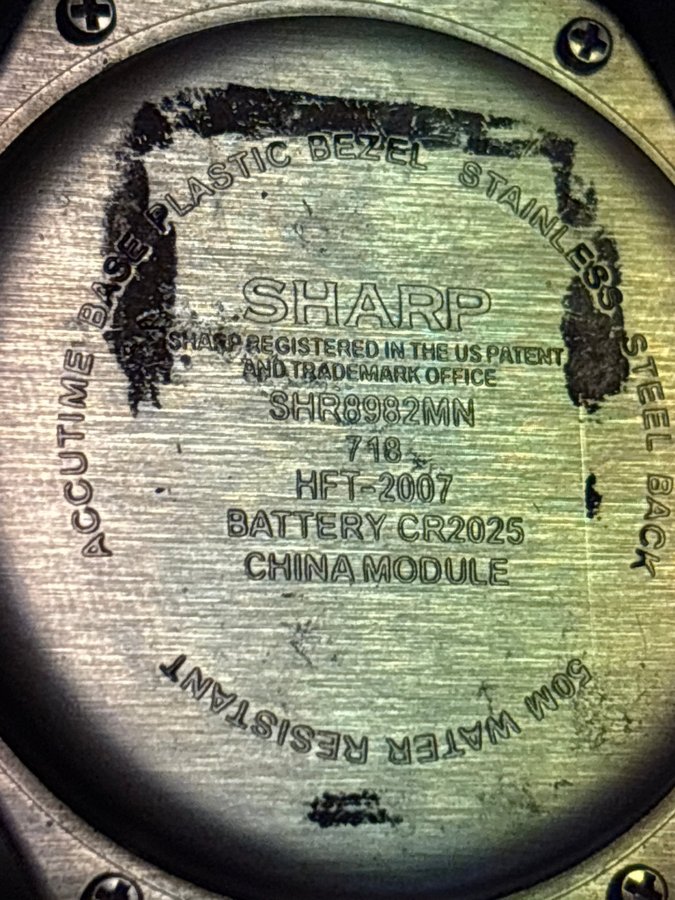 ACCUTIME BASE PLASTIC BEZEL STAINLESS STEEL BACK
SHARP
SHARP REGISTERED IN THE US PATENT
AND TRADEMARK OFFICE
SHR8982MN
718
HFT-2007
BATTERY CR2025
CHINA MODULE
50M WATER RESISTANT